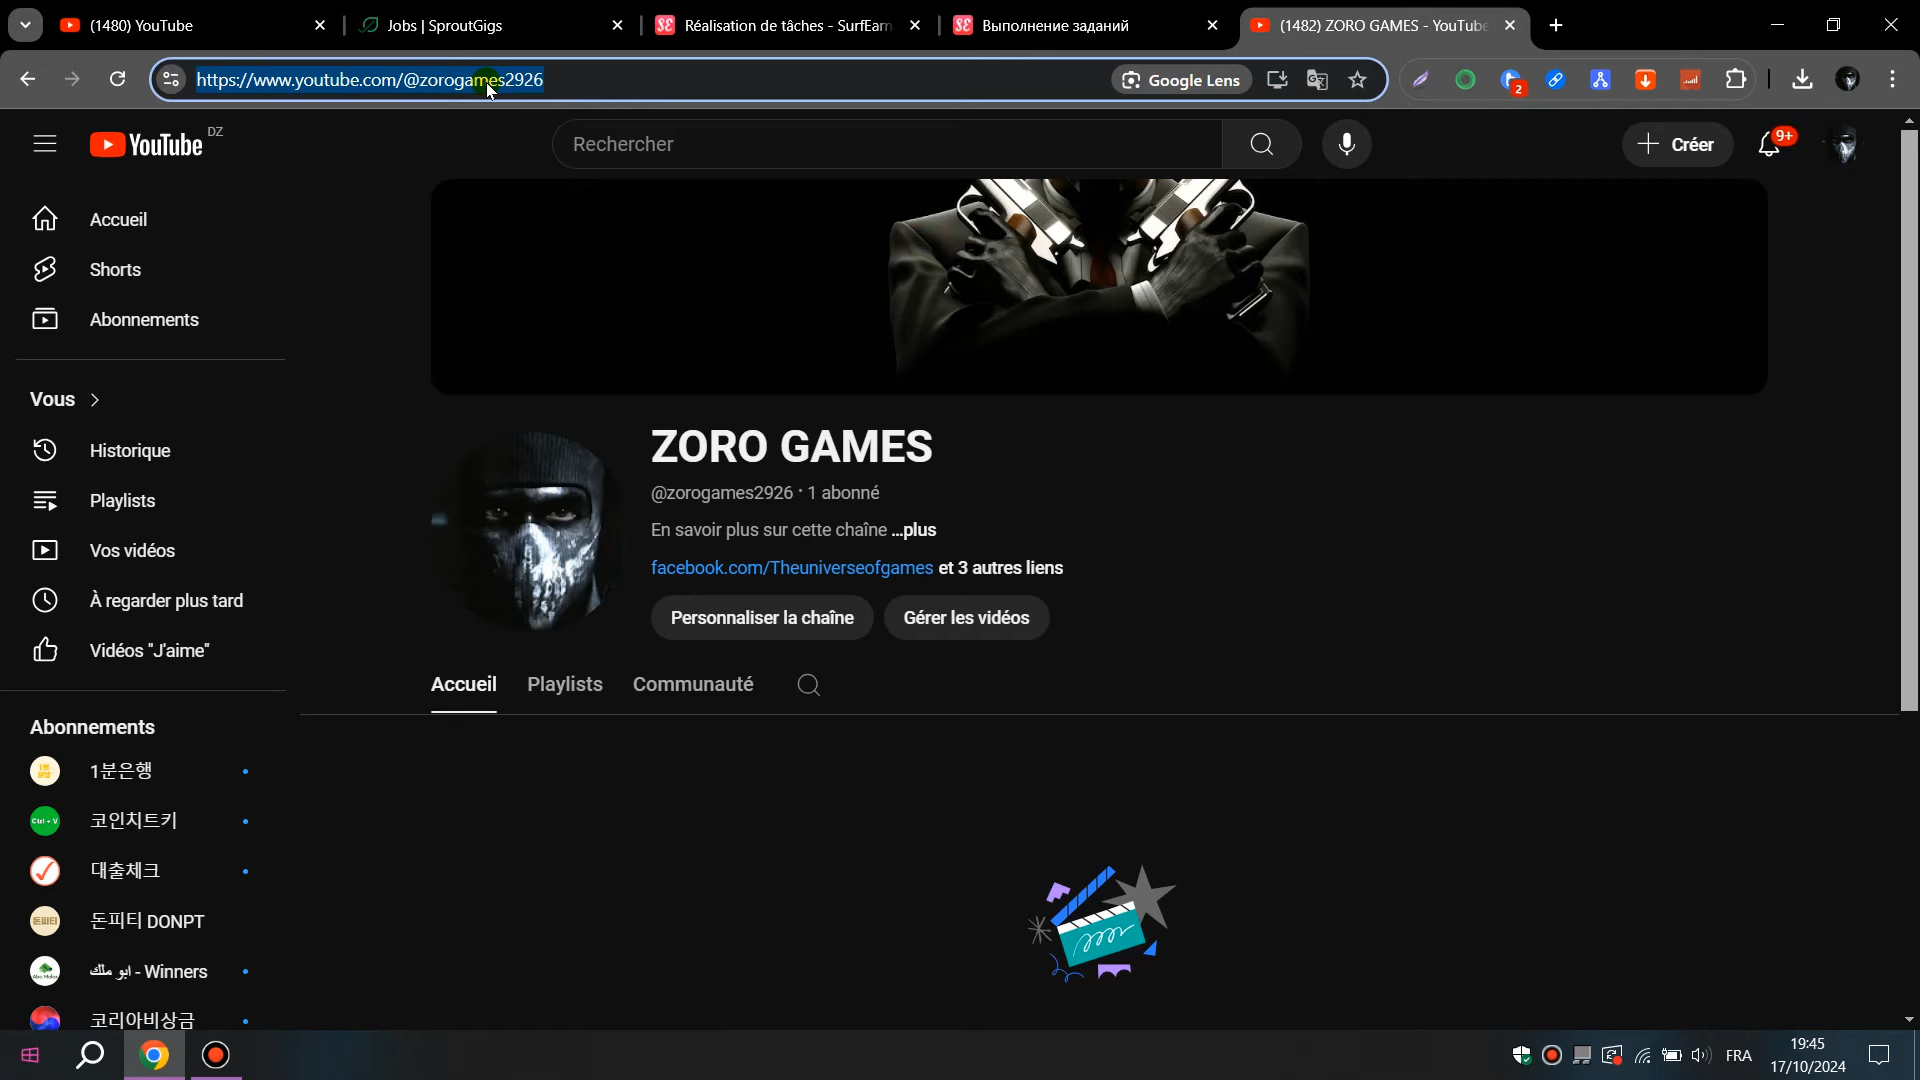 (1480) YouTube
Jobs | SproutGigs
Réalisation de tâches - SurfEarn
Выполнение заданий
(1482) ZORO GAMES - YouTube
https://www.youtube.com/@zorogames2926
Google Lens
2
YouTube DZ
Rechercher
Créer
9+
Accueil
Shorts
Abonnements
Vous
Historique
Playlists
Vos vidéos
À regarder plus tard
Vidéos "J'aime"
Abonnements
1분은행
Ctrl + V
코인치트키
대출체크
돈피티
돈피티 DONPT
ابو ملك - Winners
코리아비상금
ZORO GAMES
@zorogames2926 · 1 abonné
En savoir plus sur cette chaîne ...plus
facebook.com/Theuniverseofgames et 3 autres liens
Personnaliser la chaîne
Gérer les vidéos
Accueil
Playlists
Communauté
FRA
19:45
17/10/2024